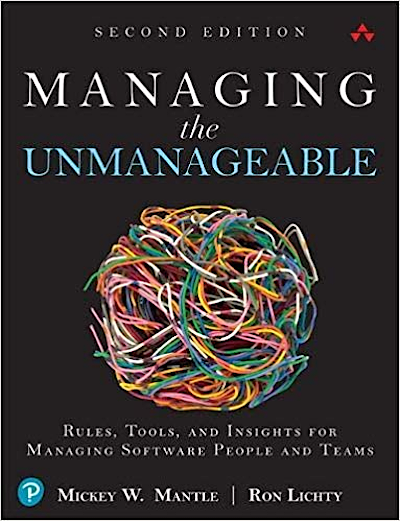 SECOND EDITION
MANAGING
the
UNMANAGEABLE
RULES, TOOLS, AND INSIGHTS FOR
MANAGING SOFTWARE PEOPLE AND TEAMS
P
MICKEY W. MANTLE | RON LICHTY